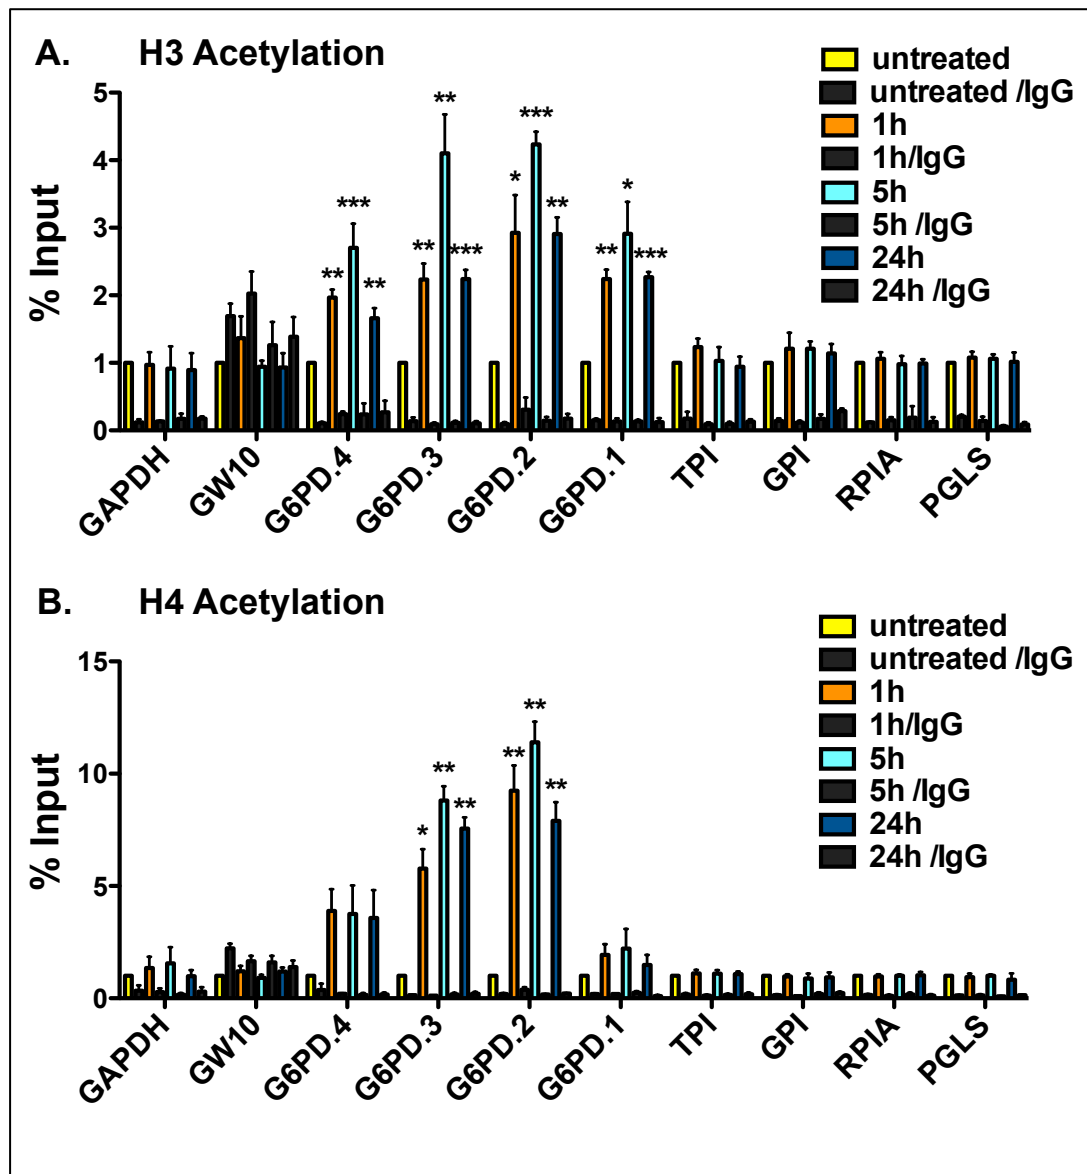 A. H3 Acetylation
untreated
untreated /IgG
1h
1h/IgG
5h
5h /IgG
24h
24h /IgG
% Input
5
4
3
2
1
0
** *** **
** *** **
* *** **
** * ***
GAPDH
GW10
G6PD.4
G6PD.3
G6PD.2
G6PD.1
TPI
GPI
RPIA
PGLS
B. H4 Acetylation
untreated
untreated /IgG
1h
1h/IgG
5h
5h /IgG
24h
24h /IgG
% Input
15
10
5
0
* ** **
** ** **
GAPDH
GW10
G6PD.4
G6PD.3
G6PD.2
G6PD.1
TPI
GPI
RPIA
PGLS